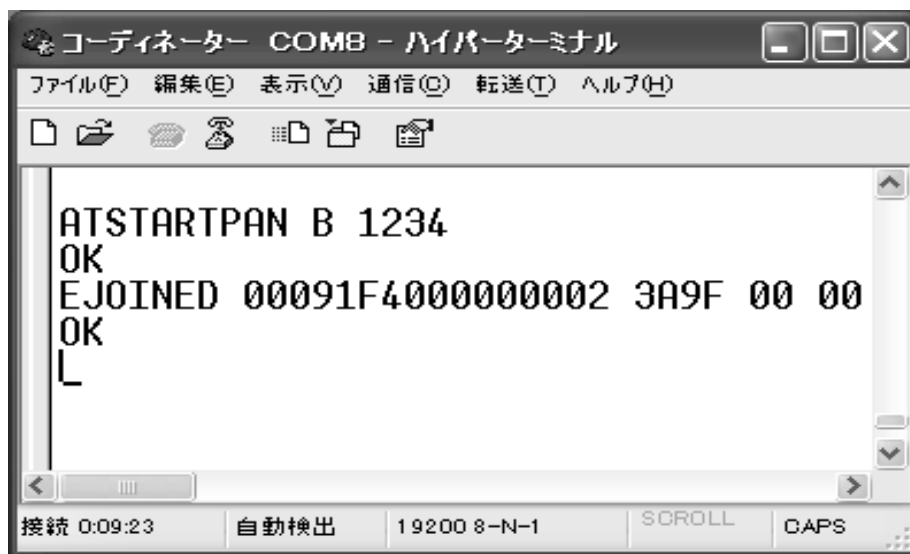 コーディネーター COM8 - ハイパーターミナル
ファイル(F) 編集(E) 表示(V) 通信(C) 転送(T) ヘルプ(H)
ATSTARTPAN B 1234
OK
EJOINED 00091F4000000002 3A9F 00 00
OK
接続 0:09:23 自動検出 19200 8-N-1 SCROLL CAPS